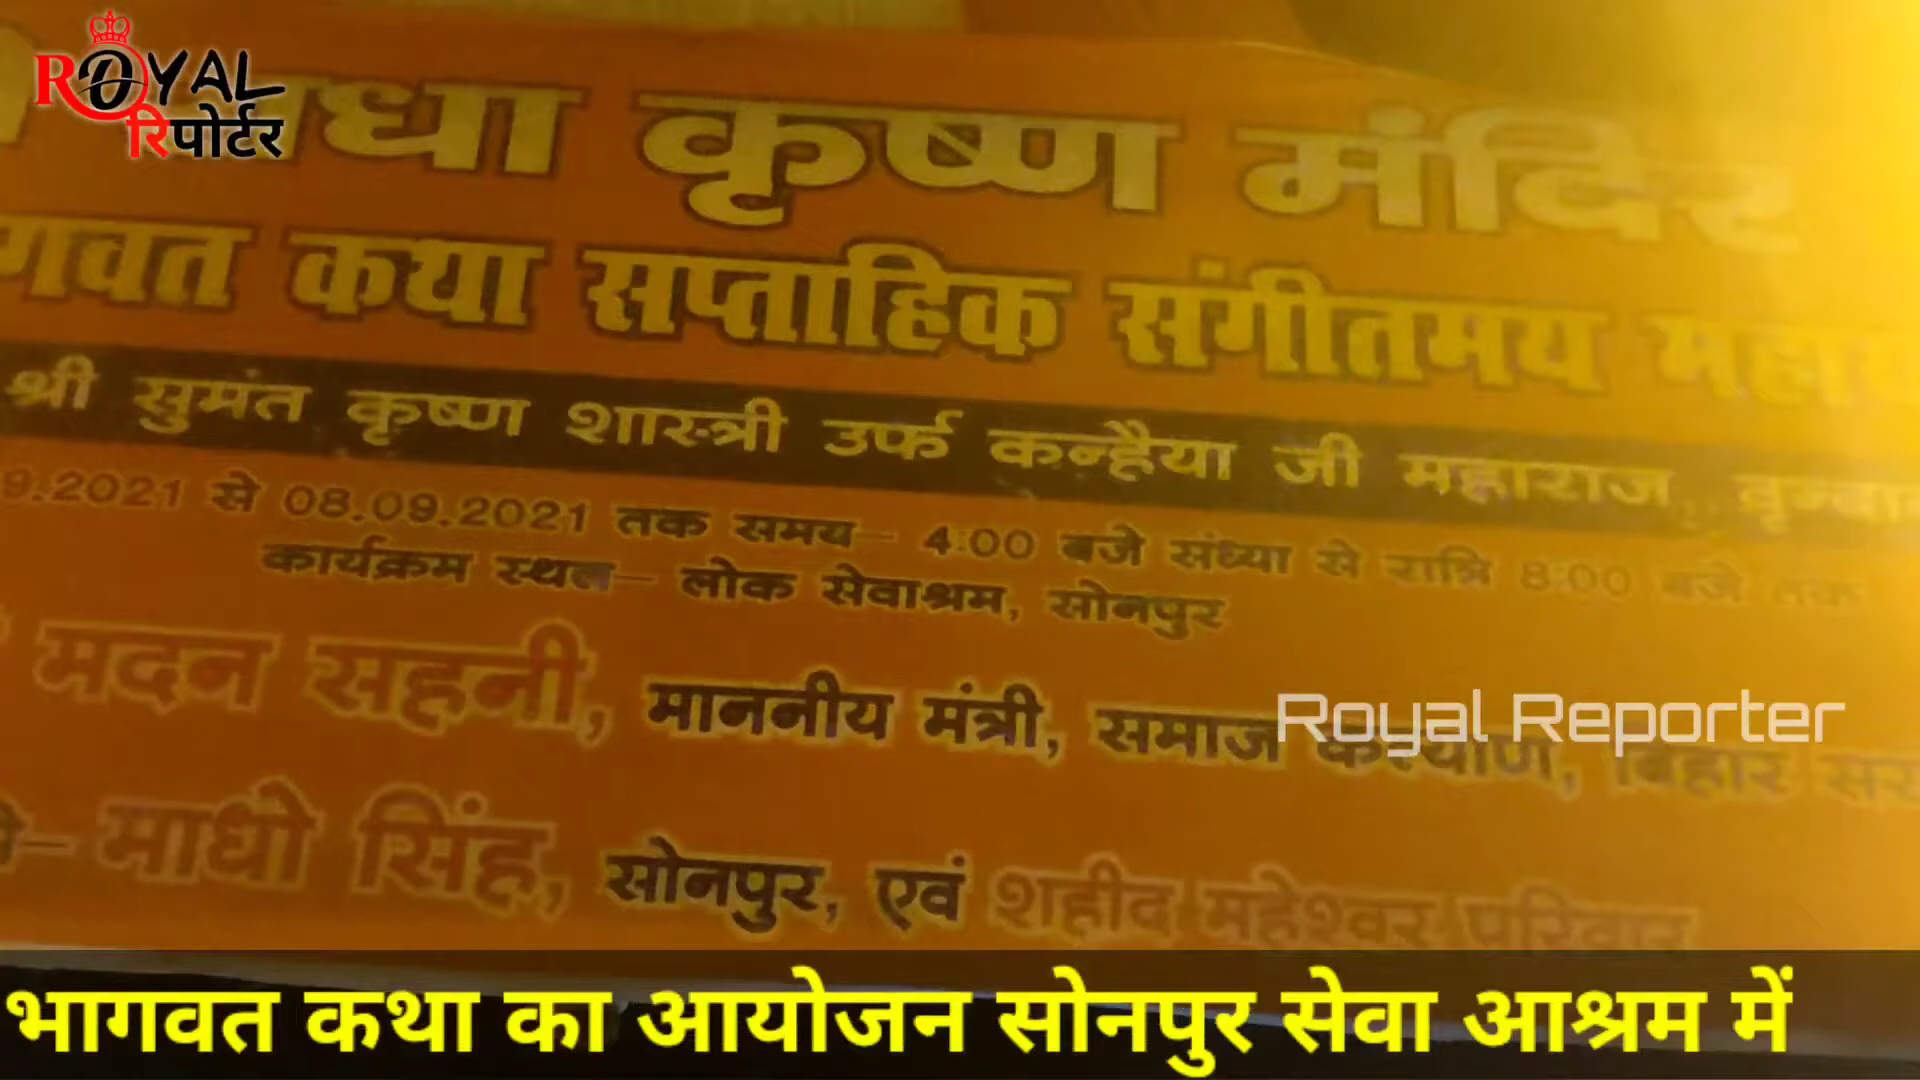 ROYAL
रिपोर्टर
राधा कृष्ण मंदिर
भागवत कथा सप्ताहिक संगीतमय
श्री सुमंत कृष्ण शास्त्री उर्फ कन्हैया जी महाराज,
9.2021 से 08.09.2021 तक समय- 4:00 बजे संध्या से रात्रि 8:00 बजे तक
कार्यक्रम स्थल- लोक सेवाश्रम, सोनपुर
मदन सहनी, माननीय मंत्री, समाज कल्याण, बिहार
Royal Reporter
माधो सिंह, सोनपुर, एवं शहीद महेश्वर परिवार
भागवत कथा का आयोजन सोनपुर सेवा आश्रम में